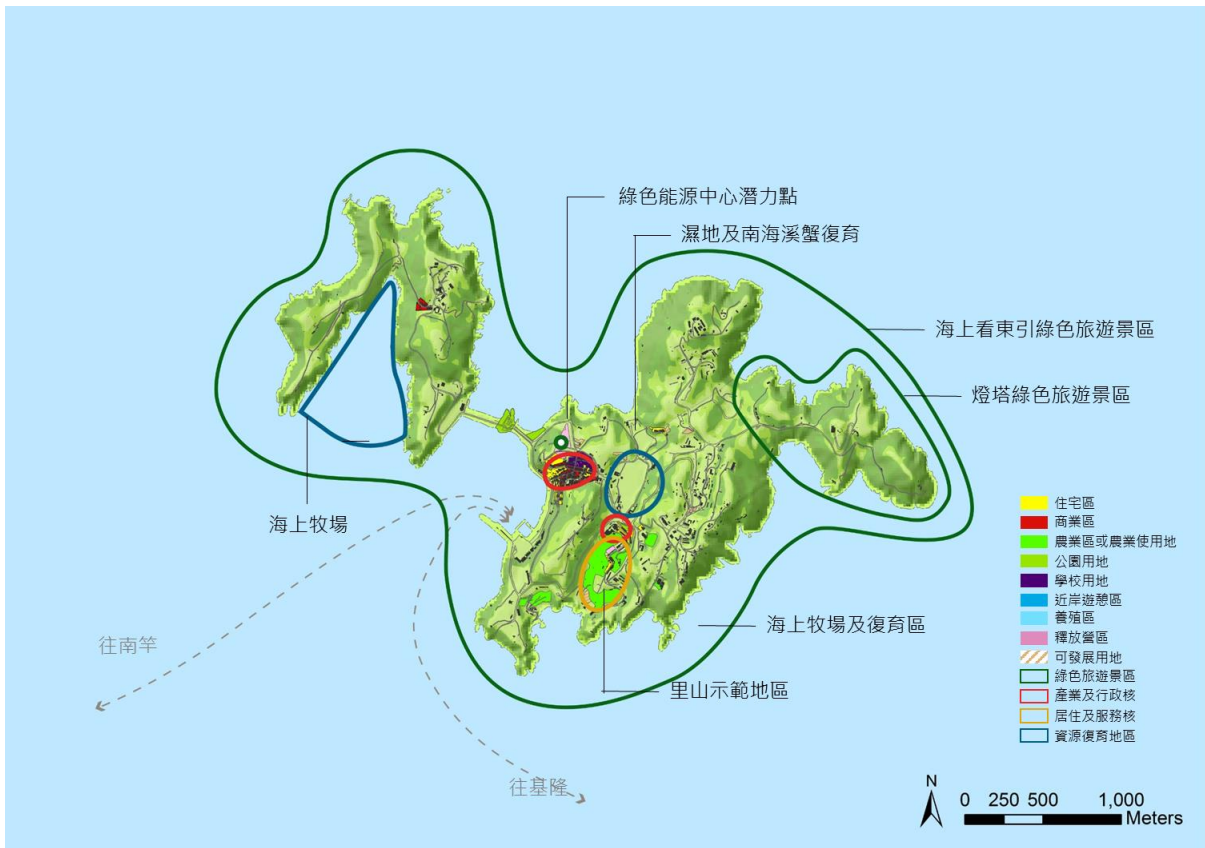 綠色能源中心潛力點
濕地及南海溪蟹復育
海上看東引綠色旅遊景區
燈塔綠色旅遊景區
海上牧場
住宅區
商業區
農業區或農業使用地
公園用地
學校用地
近岸遊憩區
養殖區
釋放營區
可發展用地
綠色旅遊景區
產業及行政核
居住及服務核
資源復育地區
海上牧場及復育區
往南竿
里山示範地區
往基隆
N
0 250 500 1,000
Meters